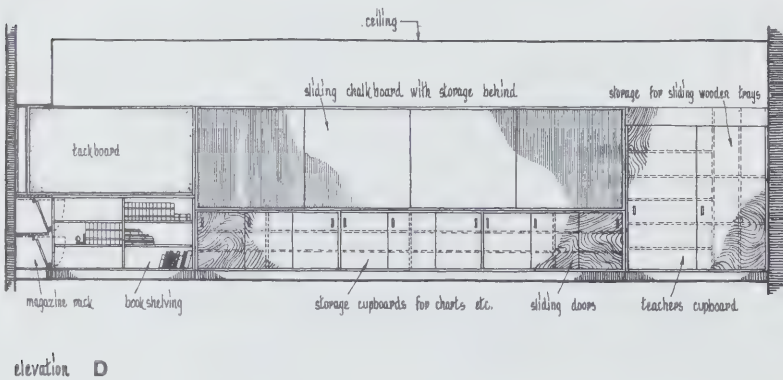 ceiling
sliding chalkboard with storage behind
storage for sliding wooden trays
tackboard
magazine rack
bookshelving
storage cupboards for charts etc.
sliding doors
teachers cupboard
elevation D